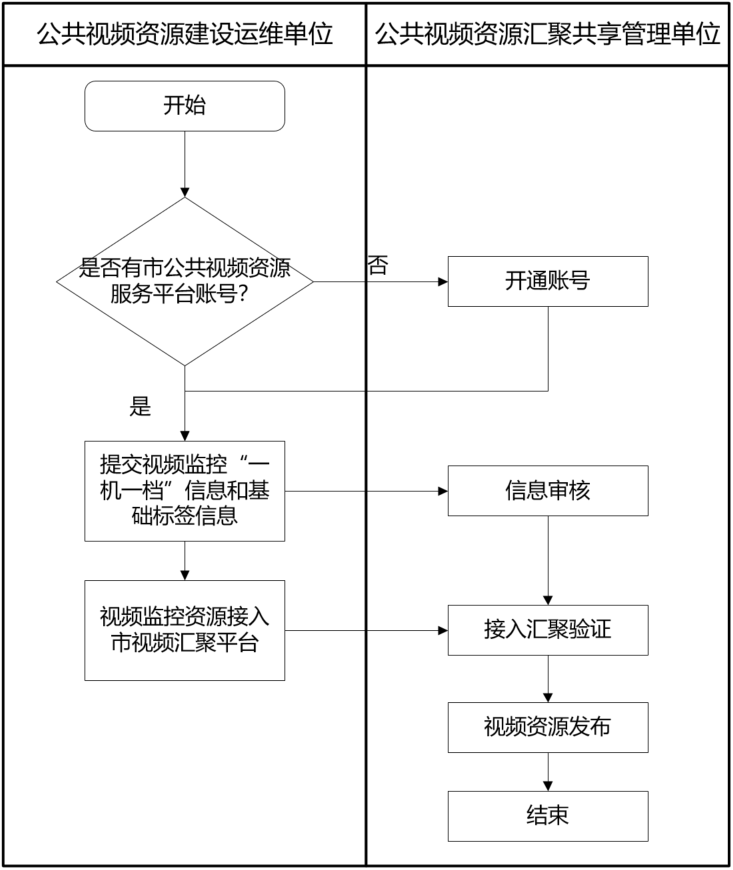 公共视频资源建设运维单位
公共视频资源汇聚共享管理单位
开始
是否有市公共视频资源
服务平台账号？
否
开通账号
是
提交视频监控“一
机一档”信息和基
础标签信息
信息审核
视频监控资源接入
市视频汇聚平台
接入汇聚验证
视频资源发布
结束